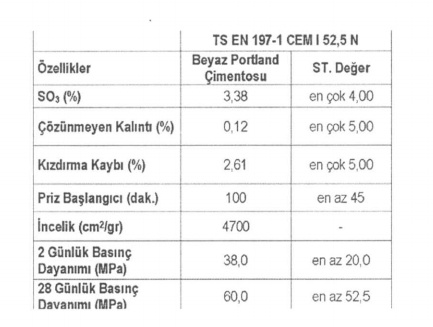 TS EN 197-1 CEM I 52,5 N
Özellikler Beyaz Portland Çimentosu ST. Değer
SO₃ (%) 3,38 en çok 4,00
Çözünmeyen Kalıntı (%) 0,12 en çok 5,00
Kızdırma Kaybı (%) 2,61 en çok 5,00
Priz Başlangıcı (dak.) 100 en az 45
İncelik (cm²/gr) 4700 -
2 Günlük Basınç Dayanımı (MPa) 38,0 en az 20,0
28 Günlük Basınç Dayanımı (MPa) 60,0 en az 52,5